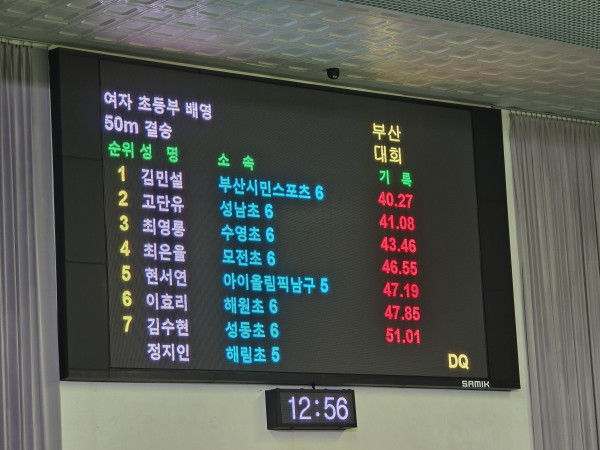 여자 초등부 배영
50m 결승
부산
대회
순위 성 명 소 속 기 록
1 김민설 부산시민스포츠 6 40.27
2 고단유 성남초 6 41.08
3 최영롱 수영초 6 43.46
4 최은율 모전초 6 46.55
5 현서연 아이올림픽남구 5 47.19
6 이효리 해원초 6 47.85
7 김수현 성동초 6 51.01
정지인 해림초 5 DQ
SAMIK
12:56